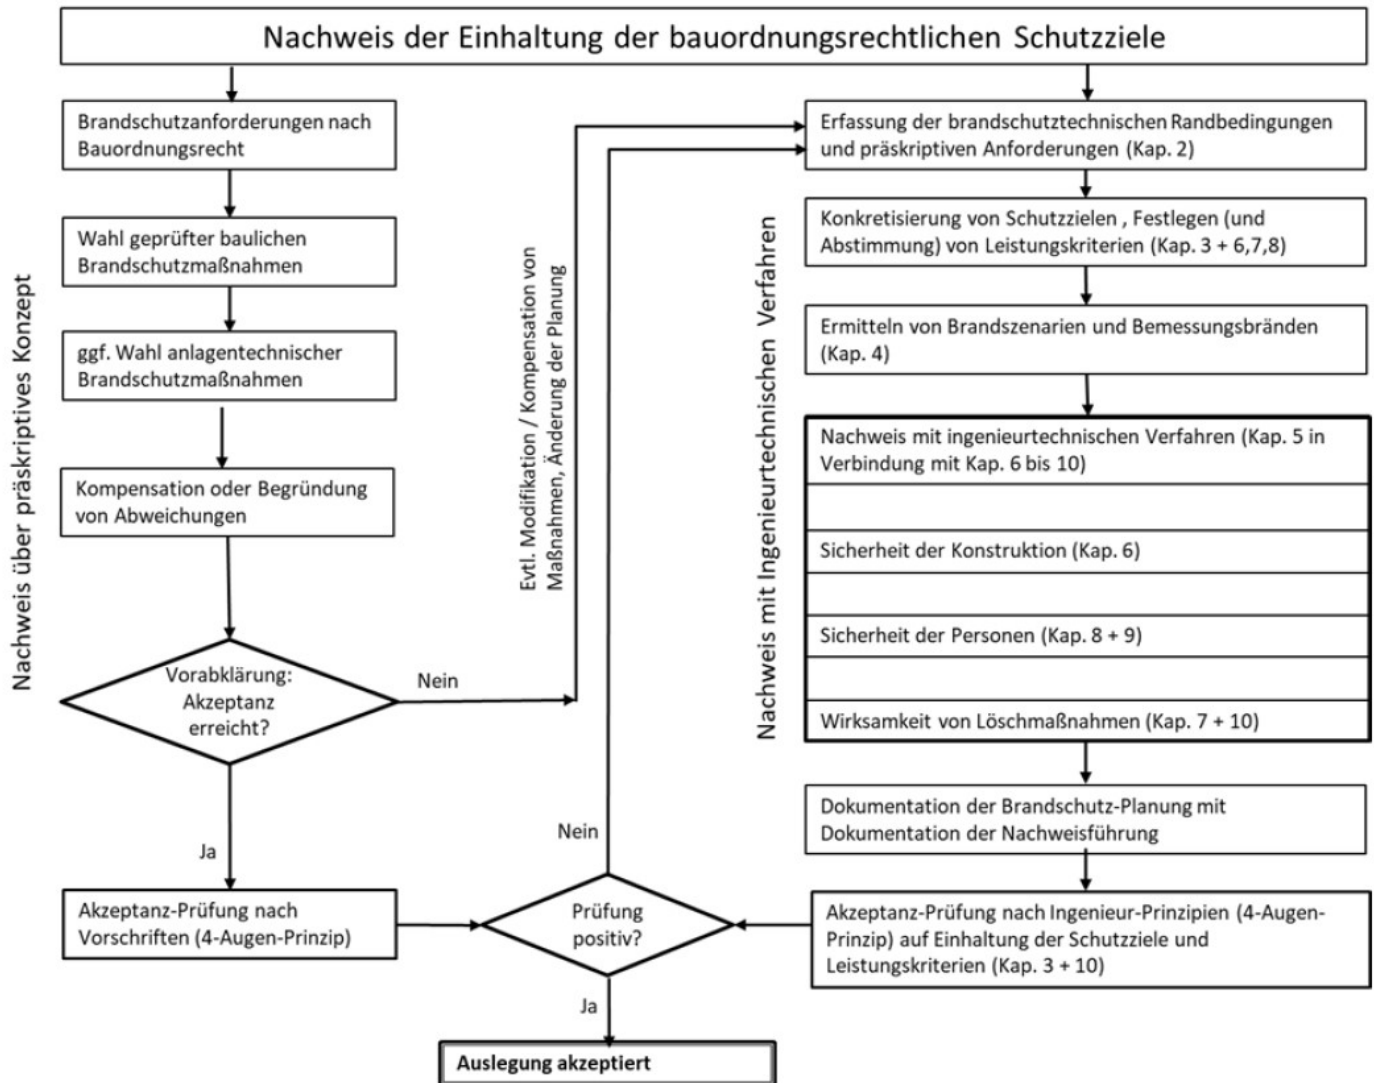 Nachweis der Einhaltung der bauordnungsrechtlichen Schutzziele
Nachweis über präskriptives Konzept
Brandschutzanforderungen nach
Bauordnungsrecht
Wahl geprüfter baulichen
Brandschutzmaßnahmen
ggf. Wahl anlagentechnischer
Brandschutzmaßnahmen
Kompensation oder Begründung
von Abweichungen
Vorabklärung:
Akzeptanz
erreicht?
Nein
Ja
Akzeptanz-Prüfung nach
Vorschriften (4-Augen-Prinzip)
Evtl. Modifikation / Kompensation von
Maßnahmen, Änderung der Planung
Nachweis mit Ingenieurtechnischen Verfahren
Erfassung der brandschutztechnischen Randbedingungen
und präskriptiven Anforderungen (Kap. 2)
Konkretisierung von Schutzzielen , Festlegen (und
Abstimmung) von Leistungskriterien (Kap. 3 + 6,7,8)
Ermitteln von Brandszenarien und Bemessungsbränden
(Kap. 4)
Nachweis mit ingenieurtechnischen Verfahren (Kap. 5 in
Verbindung mit Kap. 6 bis 10)
Sicherheit der Konstruktion (Kap. 6)
Sicherheit der Personen (Kap. 8 + 9)
Wirksamkeit von Löschmaßnahmen (Kap. 7 + 10)
Dokumentation der Brandschutz-Planung mit
Dokumentation der Nachweisführung
Akzeptanz-Prüfung nach Ingenieur-Prinzipien (4-Augen-
Prinzip) auf Einhaltung der Schutzziele und
Leistungskriterien (Kap. 3 + 10)
Nein
Prüfung
positiv?
Ja
Auslegung akzeptiert